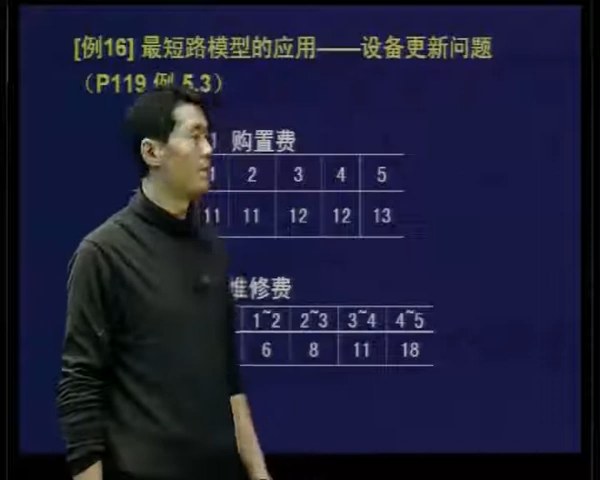 [例16] 最短路模型的应用——设备更新问题
（P119 例 5.3）
购置费
1 2 3 4 5
11 11 12 12 13
维修费
1~2 2~3 3~4 4~5
6 8 11 18